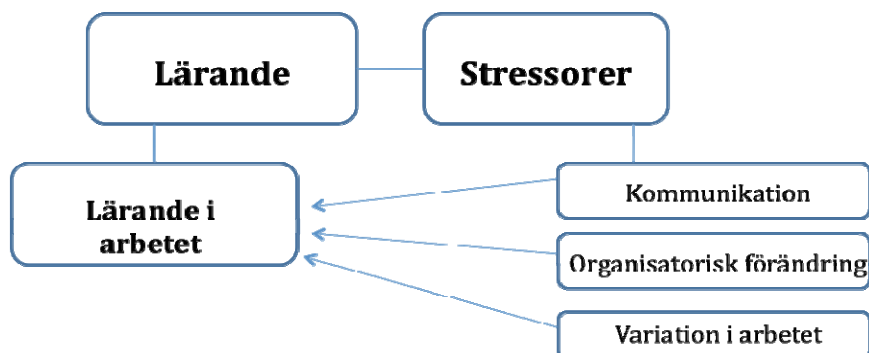 Lärande
Stressorer
Lärande i
arbetet
Kommunikation
Organisatorisk förändring
Variation i arbetet